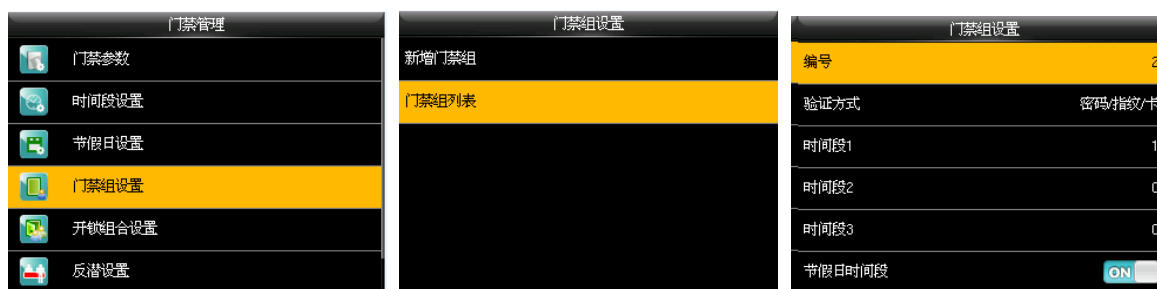 门禁管理
门禁参数
时间段设置
节假日设置
门禁组设置
开锁组合设置
反潜设置
门禁组设置
新增门禁组
门禁组列表
门禁组设置
编号 2
验证方式 密码/指纹/卡
时间段1 1
时间段2 0
时间段3 0
节假日时间段 ON